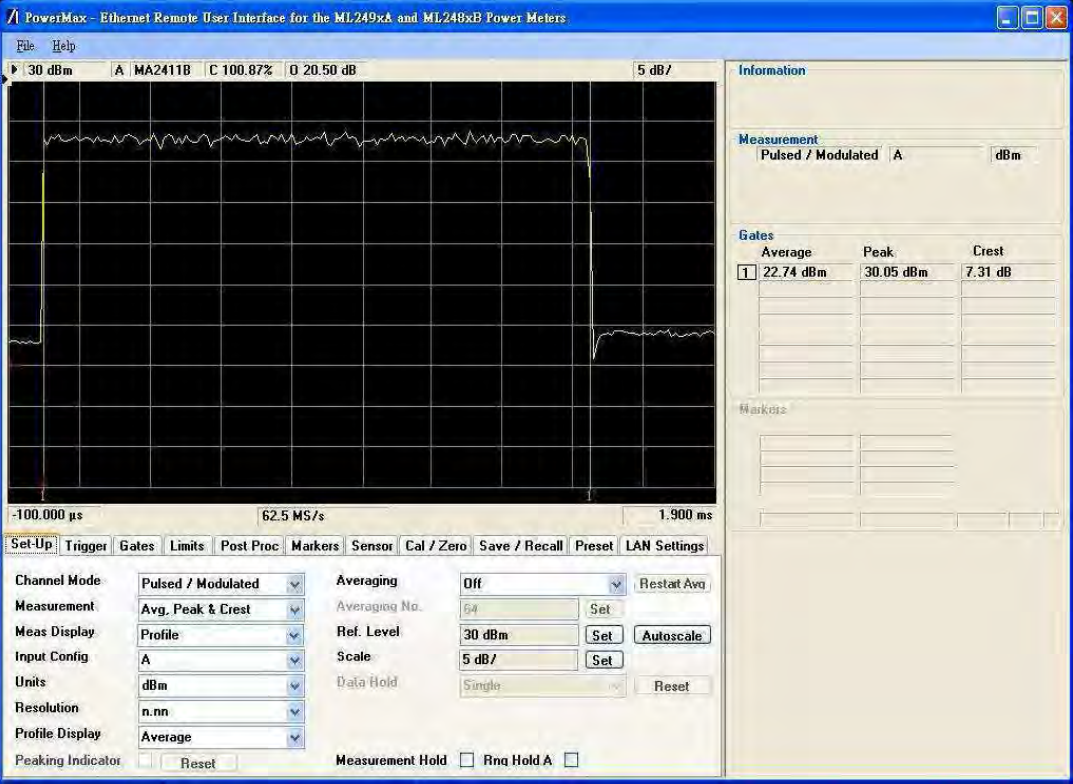 PowerMax - Ethernet Remote User Interface for the ML249xA and ML248xB Power Meters
File Help
30 dBm A MA2411B C 100.87% O 20.50 dB 5 dB/
1 1
-100.000 µs 62.5 MS/s 1.900 ms
Information
Measurement
Pulsed / Modulated A dBm
Gates
Average Peak Crest
1 22.74 dBm 30.05 dBm 7.31 dB
Markers
Set-Up Trigger Gates Limits Post Proc Markers Sensor Cal / Zero Save / Recall Preset LAN Settings
Channel Mode Pulsed / Modulated Averaging Off Restart Avg
Measurement Avg, Peak & Crest Averaging No. 64 Set
Meas Display Profile Ref. Level 30 dBm Set Autoscale
Input Config A Scale 5 dB/ Set
Units dBm Data Hold Single Reset
Resolution n.nn
Profile Display Average
Peaking Indicator Reset Measurement Hold Rng Hold A